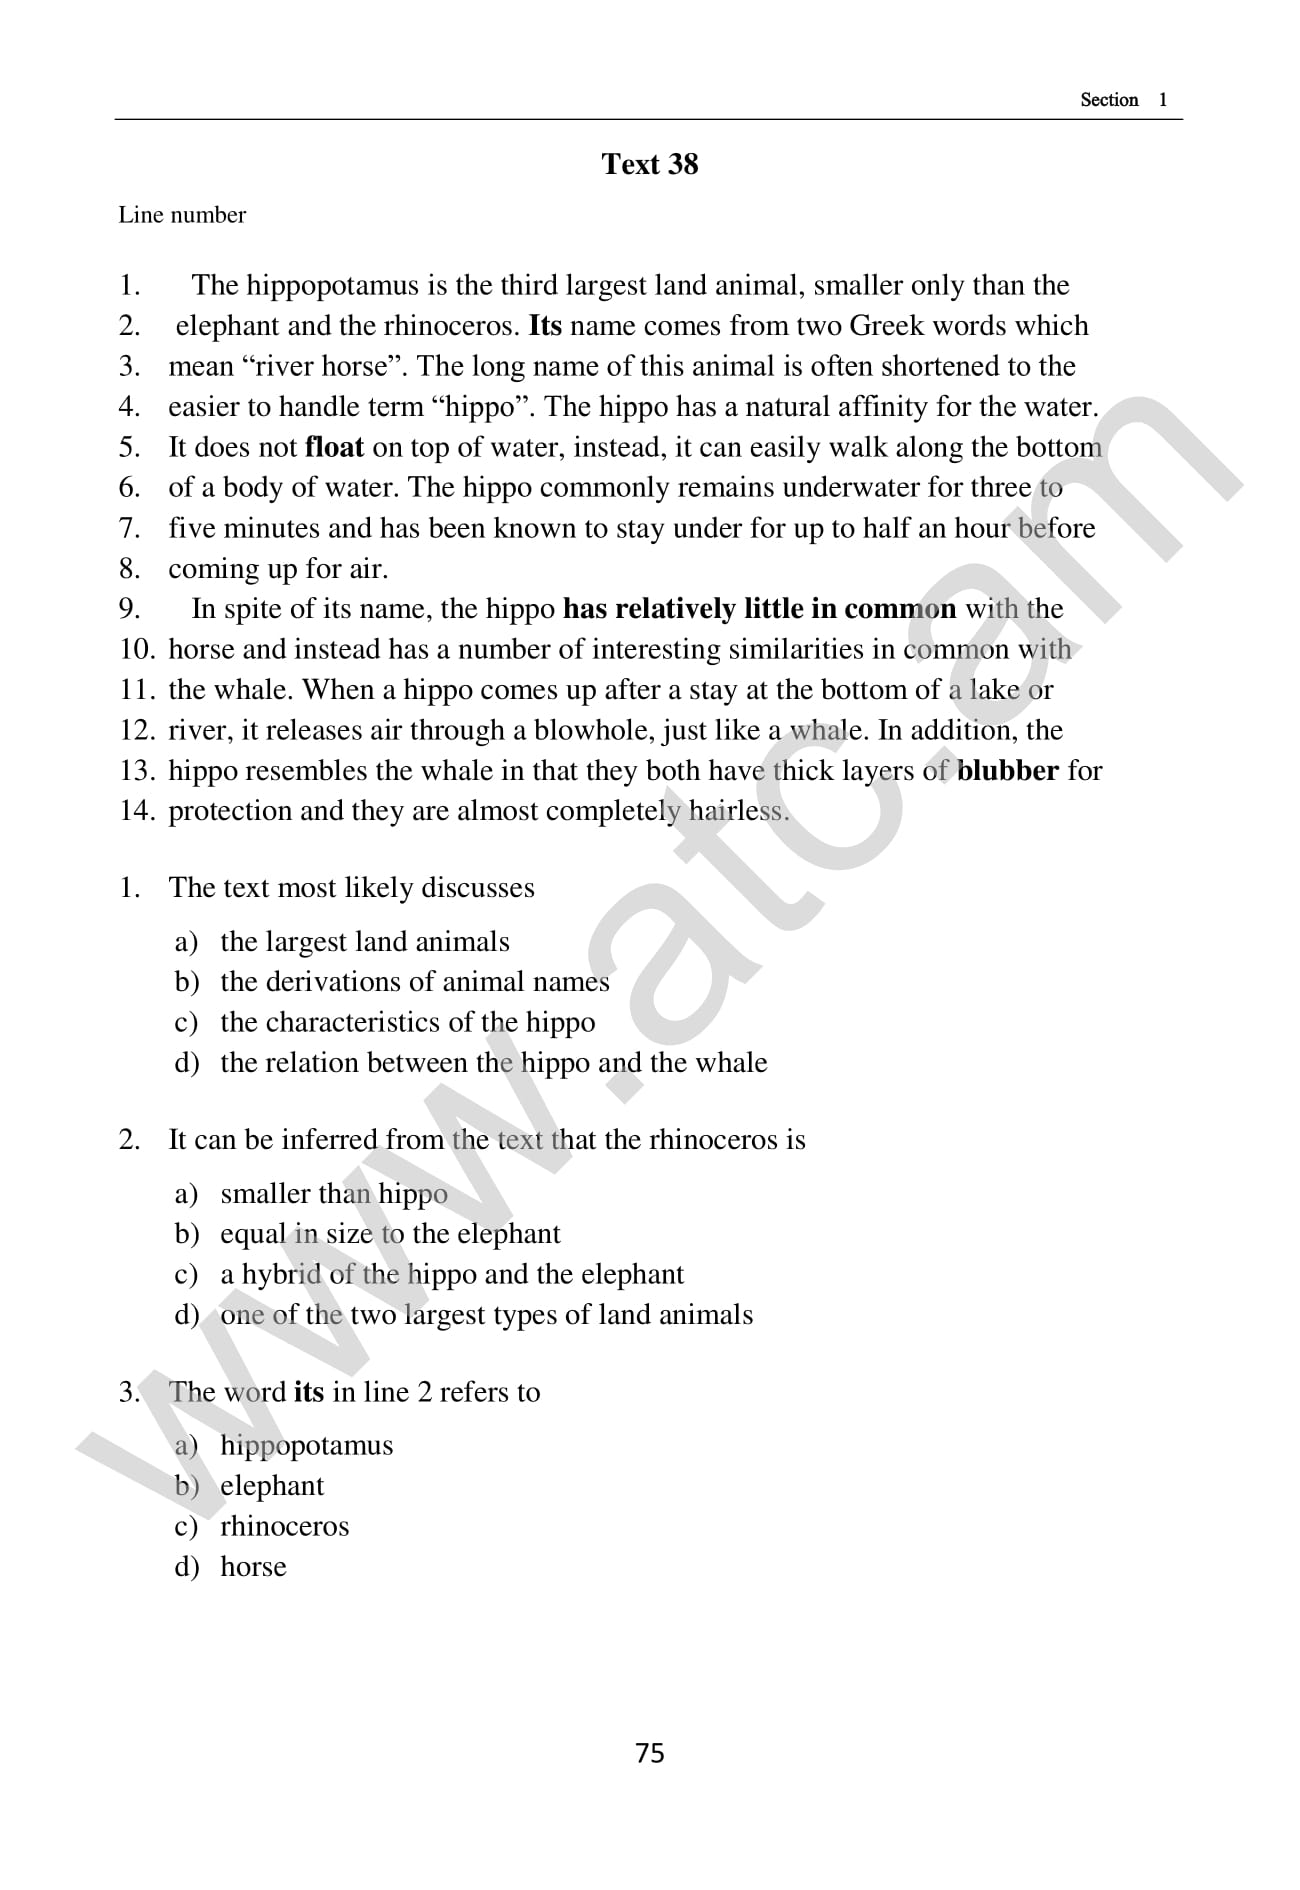 Section 1
Text 38
Line number
1. The hippopotamus is the third largest land animal, smaller only than the
2. elephant and the rhinoceros. Its name comes from two Greek words which
3. mean “river horse”. The long name of this animal is often shortened to the
4. easier to handle term “hippo”. The hippo has a natural affinity for the water.
5. It does not float on top of water, instead, it can easily walk along the bottom
6. of a body of water. The hippo commonly remains underwater for three to
7. five minutes and has been known to stay under for up to half an hour before
8. coming up for air.
9. In spite of its name, the hippo has relatively little in common with the
10. horse and instead has a number of interesting similarities in common with
11. the whale. When a hippo comes up after a stay at the bottom of a lake or
12. river, it releases air through a blowhole, just like a whale. In addition, the
13. hippo resembles the whale in that they both have thick layers of blubber for
14. protection and they are almost completely hairless.
1. The text most likely discusses
a) the largest land animals
b) the derivations of animal names
c) the characteristics of the hippo
d) the relation between the hippo and the whale
2. It can be inferred from the text that the rhinoceros is
a) smaller than hippo
b) equal in size to the elephant
c) a hybrid of the hippo and the elephant
d) one of the two largest types of land animals
3. The word its in line 2 refers to
a) hippopotamus
b) elephant
c) rhinoceros
d) horse
75
www.atc.am